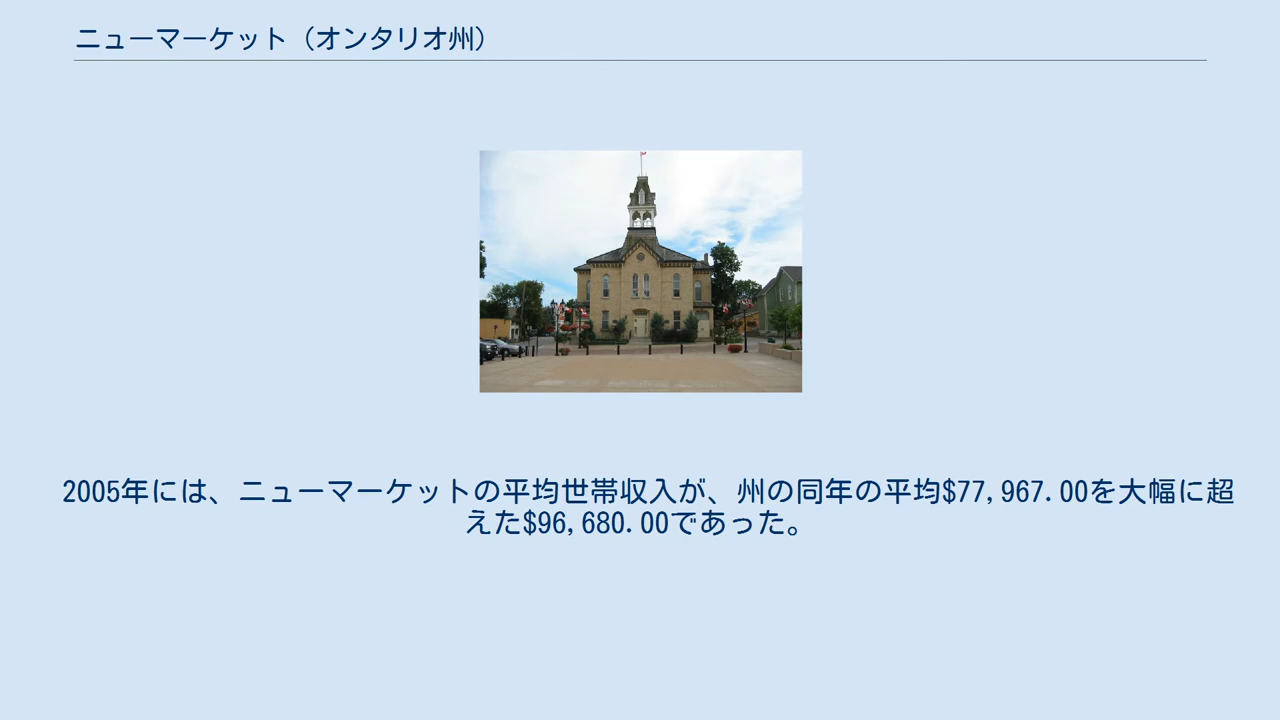 ニューマーケット（オンタリオ州）
2005年には、ニューマーケットの平均世帯収入が、州の同年の平均$77,967.00を大幅に超
えた$96,680.00であった。